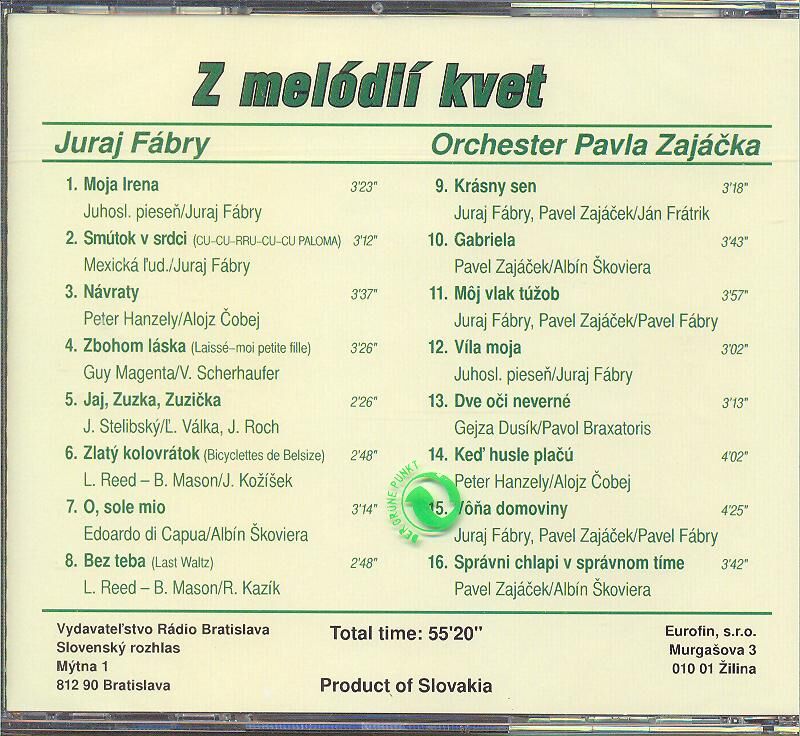 Z melódií kvet
Juraj Fábry
Orchester Pavla Zajáčka
1. Moja Irena 3'23"
Juhosl. pieseň/Juraj Fábry
2. Smútok v srdci (CU-CU-RRU-CU-CU PALOMA) 3'12"
Mexická ľud./Juraj Fábry
3. Návraty 3'37"
Peter Hanzely/Alojz Čobej
4. Zbohom láska (Laissé-moi petite fille) 3'26"
Guy Magenta/V. Scherhaufer
5. Jaj, Zuzka, Zuzička 2'26"
J. Stelibský/Ľ. Válka, J. Roch
6. Zlatý kolovrátok (Bicyclettes de Belsize) 2'48"
L. Reed – B. Mason/J. Kožíšek
7. O, sole mio 3'14"
Edoardo di Capua/Albín Škoviera
8. Bez teba (Last Waltz) 2'48"
L. Reed – B. Mason/R. Kazík
9. Krásny sen 3'18"
Juraj Fábry, Pavel Zajáček/Ján Frátrik
10. Gabriela 3'43"
Pavel Zajáček/Albín Škoviera
11. Môj vlak túžob 3'57"
Juraj Fábry, Pavel Zajáček/Pavel Fábry
12. Víla moja 3'02"
Juhosl. pieseň/Juraj Fábry
13. Dve oči neverné 3'13"
Gejza Dusík/Pavol Braxatoris
14. Keď husle plačú 4'02"
Peter Hanzely/Alojz Čobej
15. Vôňa domoviny 4'25"
Juraj Fábry, Pavel Zajáček/Pavel Fábry
16. Správni chlapi v správnom tíme 3'42"
Pavel Zajáček/Albín Škoviera
DER GRÜNE PUNKT
Vydavateľstvo Rádio Bratislava
Slovenský rozhlas
Mýtna 1
812 90 Bratislava
Total time: 55'20"
Product of Slovakia
Eurofin, s.r.o.
Murgašova 3
010 01 Žilina